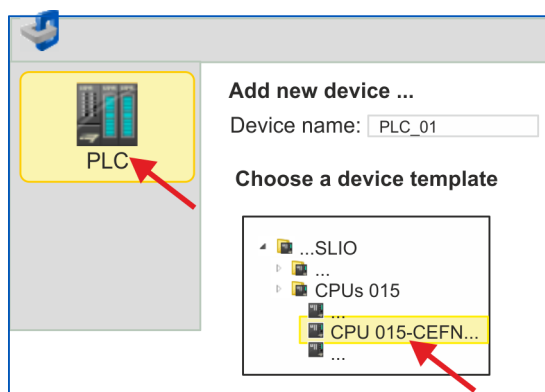 Add new device ...
Device name: PLC_01
PLC
Choose a device template
...SLIO
...
CPUs 015
...
CPU 015-CEFN...
...